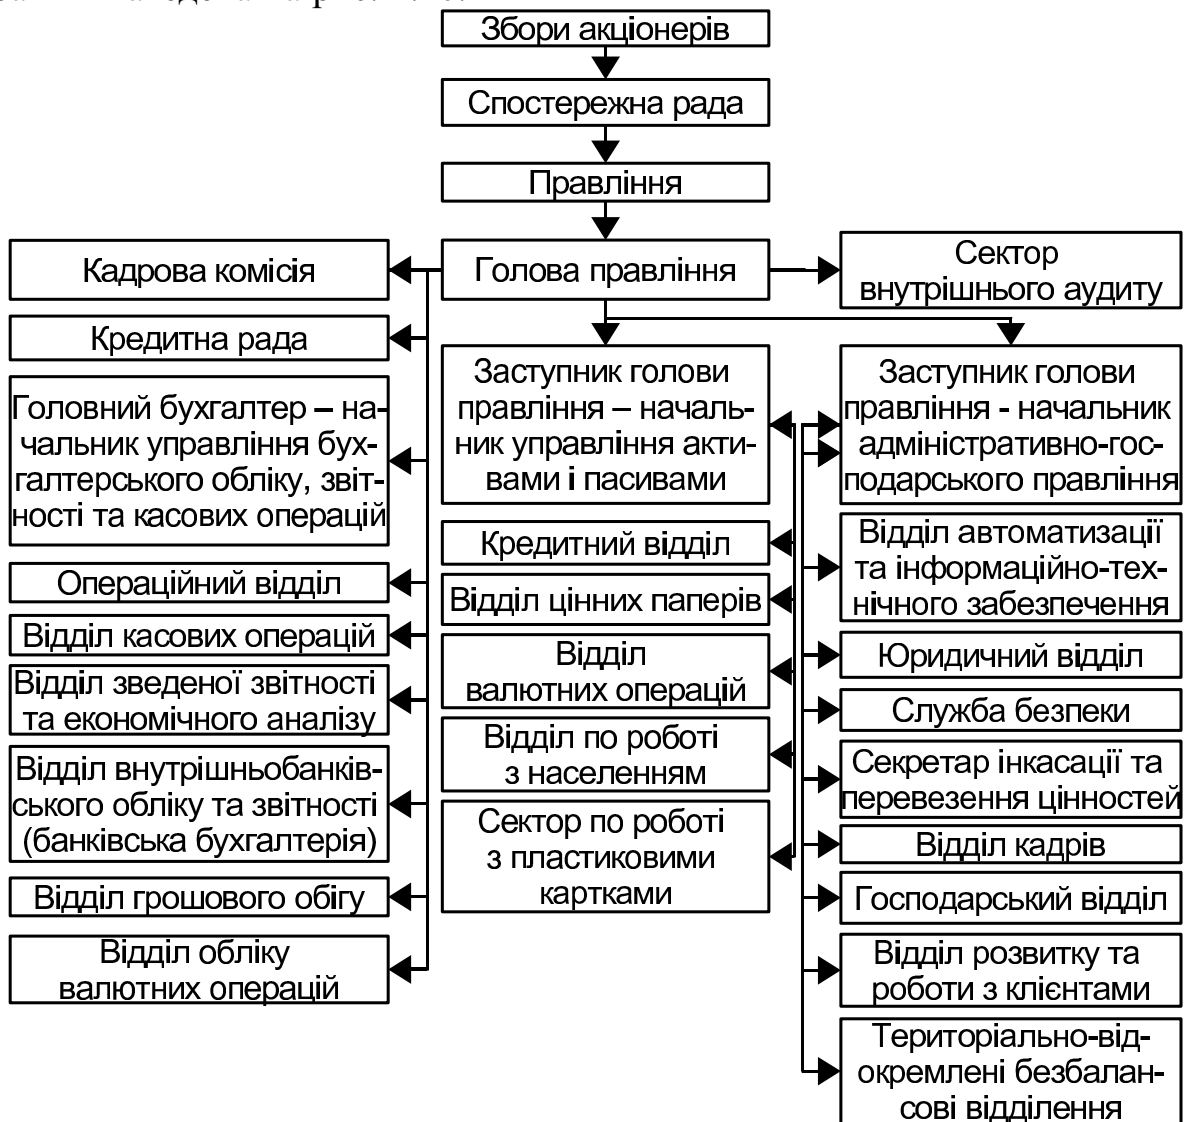 Збори акціонерів
Спостережна рада
Правління
Голова правління
Кадрова комісія
Сектор
внутрішнього аудиту
Кредитна рада
Головний бухгалтер – на-
чальник управління бух-
галтерського обліку, звіт-
ності та касових операцій
Операційний відділ
Відділ касових операцій
Відділ зведеної звітності
та економічного аналізу
Відділ внутрішньобанків-
ського обліку та звітності
(банківська бухгалтерія)
Відділ грошового обігу
Відділ обліку
валютних операцій
Заступник голови
правління – началь-
ник управління акти-
вами і пасивами
Кредитний відділ
Відділ цінних паперів
Відділ
валютних операцій
Відділ по роботі
з населенням
Сектор по роботі
з пластиковими
картками
Заступник голови
правління - начальник
адміністративно-гос-
подарського правління
Відділ автоматизації
та інформаційно-тех-
нічного забезпечення
Юридичний відділ
Служба безпеки
Секретар інкасації та
перевезення цінностей
Відділ кадрів
Господарський відділ
Відділ розвитку та
роботи з клієнтами
Територіально-від-
окремлені безбалан-
сові відділення